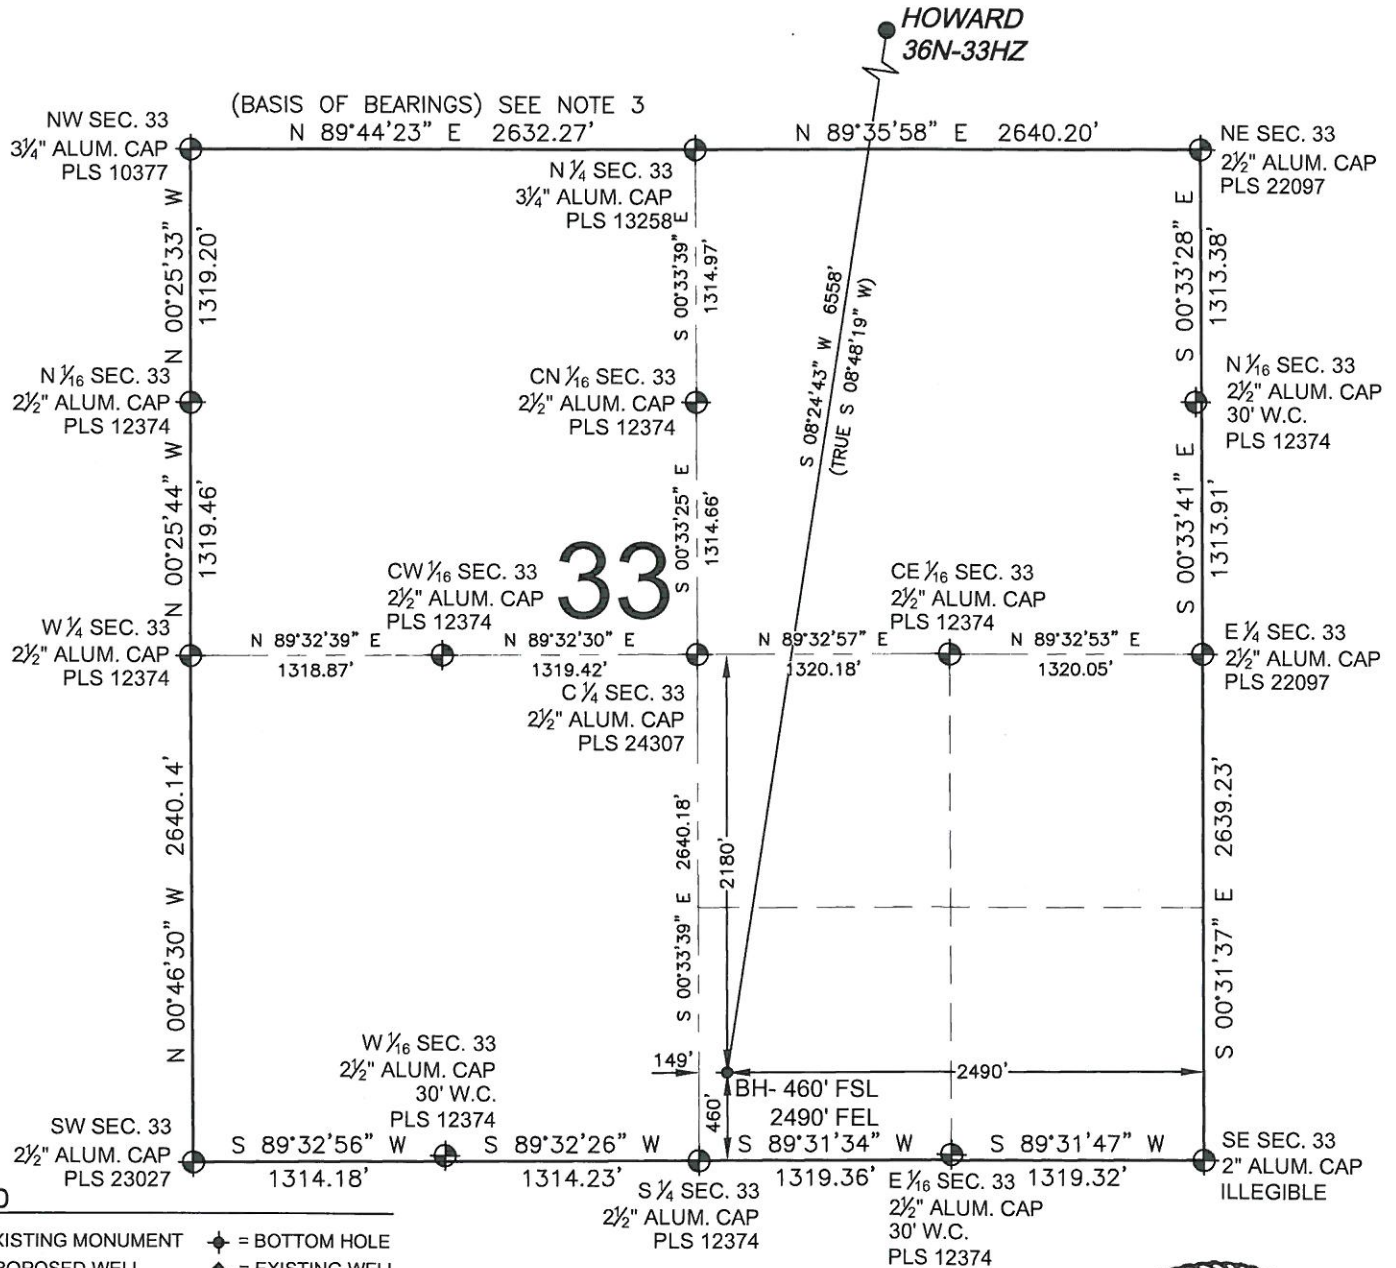 HOWARD
36N-33HZ
(BASIS OF BEARINGS) SEE NOTE 3
N 89°44'23" E 2632.27'
N 89°35'58" E 2640.20'
NW SEC. 33
3¼" ALUM. CAP
PLS 10377
N ¼ SEC. 33
3¼" ALUM. CAP
PLS 13258
NE SEC. 33
2½" ALUM. CAP
PLS 22097
N 00°25'33" W
1319.20'
S 00°33'39" E
1314.97'
S 08°24'43" W 6558'
(TRUE S 08°48'19" W)
S 00°33'28" E
1313.38'
N 1⁄16 SEC. 33
2½" ALUM. CAP
PLS 12374
CN 1⁄16 SEC. 33
2½" ALUM. CAP
PLS 12374
N 1⁄16 SEC. 33
2½" ALUM. CAP
30' W.C.
PLS 12374
N 00°25'44" W
1319.46'
S 00°33'25" E
1314.66'
S 00°33'41" E
1313.91'
33
CW 1⁄16 SEC. 33
2½" ALUM. CAP
PLS 12374
CE 1⁄16 SEC. 33
2½" ALUM. CAP
PLS 12374
W ¼ SEC. 33
2½" ALUM. CAP
PLS 12374
N 89°32'39" E
1318.87'
N 89°32'30" E
1319.42'
N 89°32'57" E
1320.18'
N 89°32'53" E
1320.05'
E ¼ SEC. 33
2½" ALUM. CAP
PLS 22097
C ¼ SEC. 33
2½" ALUM. CAP
PLS 24307
N 00°46'30" W 2640.14'
S 00°33'39" E 2640.18'
2180'
S 00°31'37" E 2639.23'
W 1⁄16 SEC. 33
2½" ALUM. CAP
30' W.C.
PLS 12374
149'
2490'
460'
BH- 460' FSL
2490' FEL
SW SEC. 33
2½" ALUM. CAP
PLS 23027
S 89°32'56" W
1314.18'
S 89°32'26" W
1314.23'
S 89°31'34" W
1319.36'
S 89°31'47" W
1319.32'
SE SEC. 33
2" ALUM. CAP
ILLEGIBLE
S ¼ SEC. 33
2½" ALUM. CAP
PLS 12374
E 1⁄16 SEC. 33
2½" ALUM. CAP
30' W.C.
PLS 12374
D
XISTING MONUMENT = BOTTOM HOLE
ROPOSED WELL = EXISTING WELL